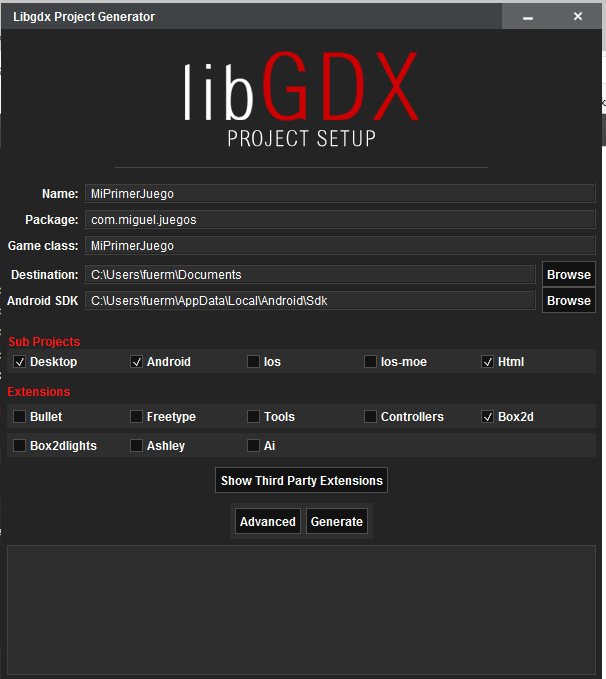 Libgdx Project Generator
libGDX
PROJECT SETUP
Name: MiPrimerJuego
Package: com.miguel.juegos
Game class: MiPrimerJuego
Destination: C:\Users\fuerm\Documents Browse
Android SDK C:\Users\fuerm\AppData\Local\Android\Sdk Browse
Sub Projects
Desktop Android Ios Ios-moe Html
Extensions
Bullet Freetype Tools Controllers Box2d
Box2dlights Ashley Ai
Show Third Party Extensions
Advanced Generate